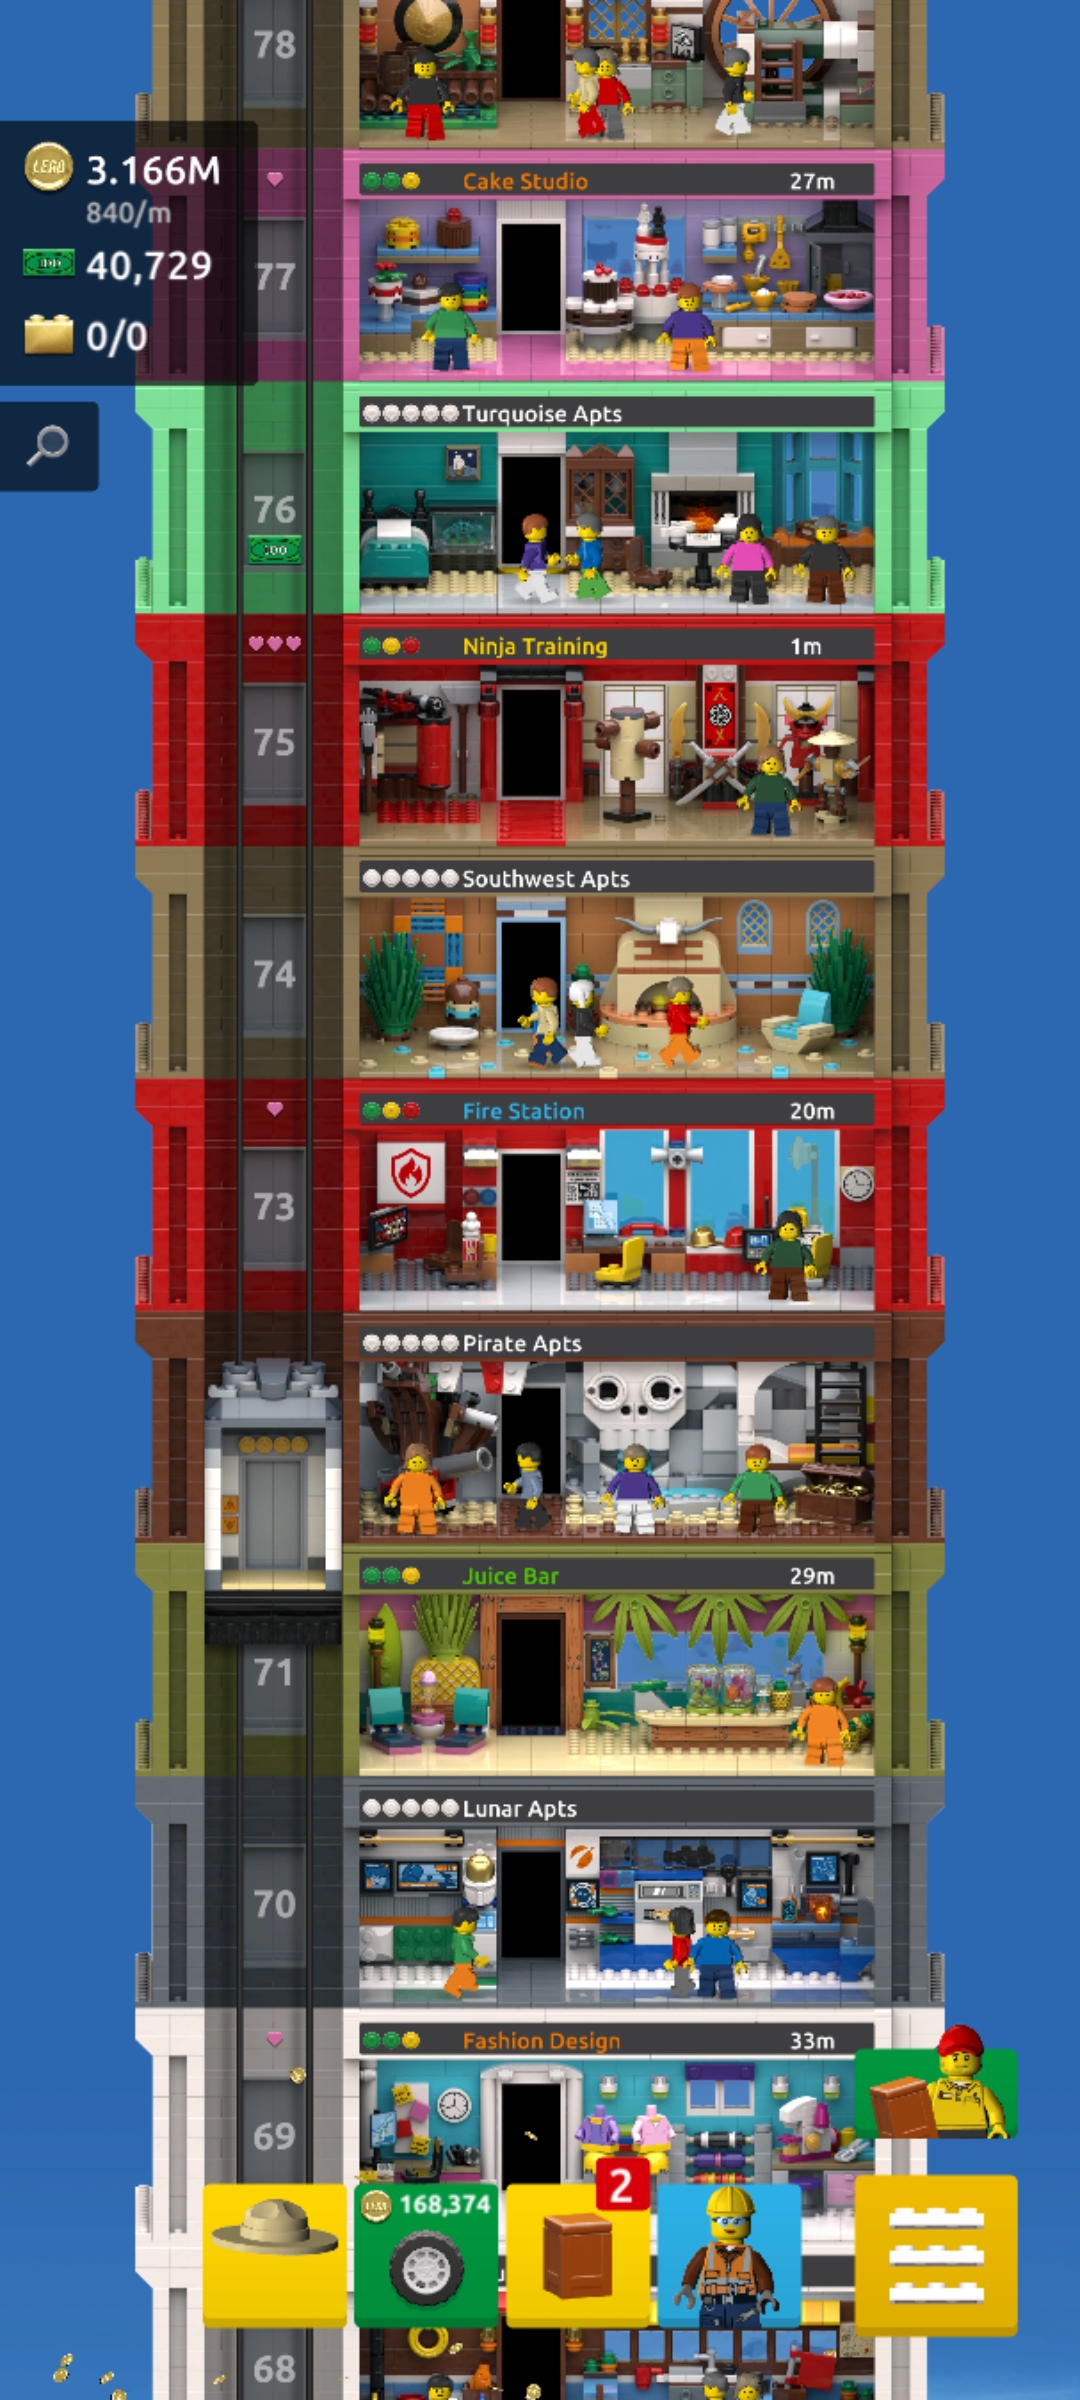 78
LEGO 3.166M
840/m
40,729
0/0
Cake Studio 27m
77
Turquoise Apts
76
100
Ninja Training 1m
75
Southwest Apts
74
Fire Station 20m
73
Pirate Apts
Juice Bar 29m
71
Lunar Apts
70
Fashion Design 33m
69
168,374
2
68